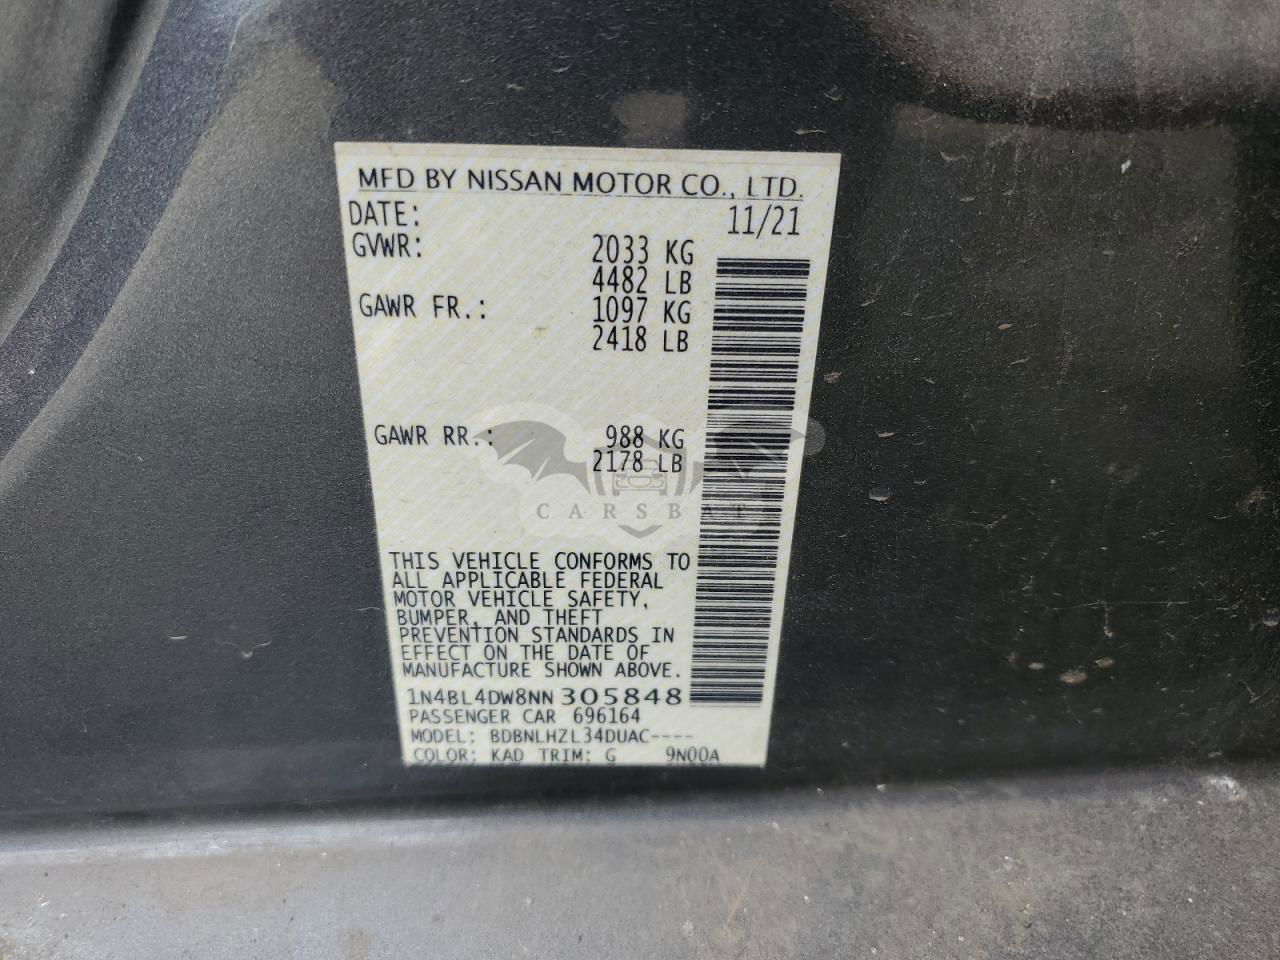 MFD BY NISSAN MOTOR CO., LTD.
DATE: 11/21
GVWR: 2033 KG
4482 LB
GAWR FR.: 1097 KG
2418 LB
GAWR RR.: 988 KG
2178 LB
CARSBAT
THIS VEHICLE CONFORMS TO
ALL APPLICABLE FEDERAL
MOTOR VEHICLE SAFETY,
BUMPER, AND THEFT
PREVENTION STANDARDS IN
EFFECT ON THE DATE OF
MANUFACTURE SHOWN ABOVE.
1N4BL4DW8NN305848
PASSENGER CAR 696164
MODEL: BDBNLHZL34DUAC----
COLOR: KAD TRIM: G 9N00A